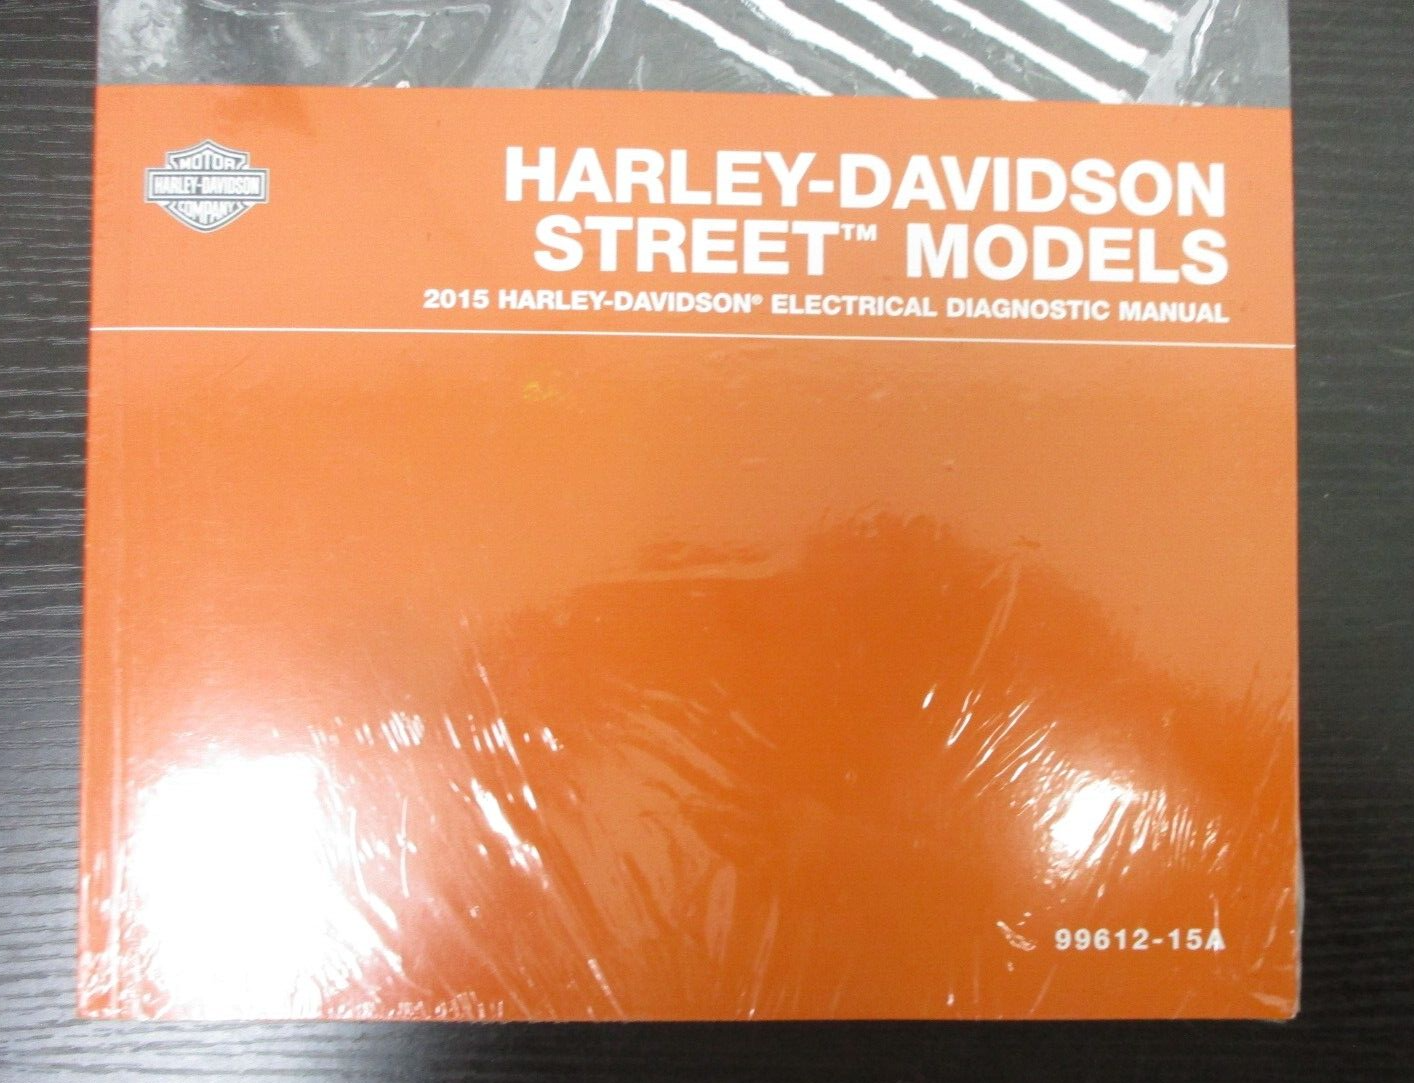 MOTOR
HARLEY-DAVIDSON
COMPANY
HARLEY-DAVIDSON
STREET™ MODELS
2015 HARLEY-DAVIDSON® ELECTRICAL DIAGNOSTIC MANUAL
99612-15A